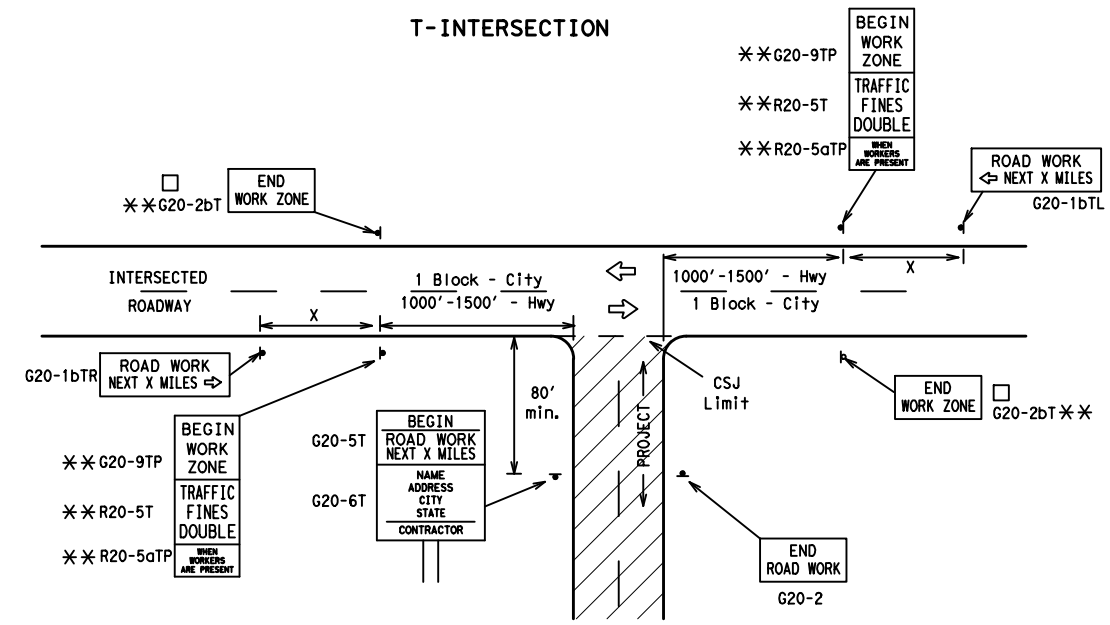 T-INTERSECTION
BEGIN
WORK
ZONE
TRAFFIC
FINES
DOUBLE
WHEN
WORKERS
ARE PRESENT
**G20-9TP
**R20-5T
**R20-5aTP
ROAD WORK
⇦ NEXT X MILES
G20-1bTL
□
**G20-2bT
END
WORK ZONE
INTERSECTED
ROADWAY
1 Block - City
1000'-1500' - Hwy
X
1000'-1500' - Hwy
1 Block - City
X
G20-1bTR
ROAD WORK
NEXT X MILES ⇨
80'
min.
CSJ
Limit
PROJECT
END
WORK ZONE
□
G20-2bT**
**G20-9TP
**R20-5T
**R20-5aTP
BEGIN
WORK
ZONE
TRAFFIC
FINES
DOUBLE
WHEN
WORKERS
ARE PRESENT
G20-5T
G20-6T
BEGIN
ROAD WORK
NEXT X MILES
NAME
ADDRESS
CITY
STATE
CONTRACTOR
END
ROAD WORK
G20-2